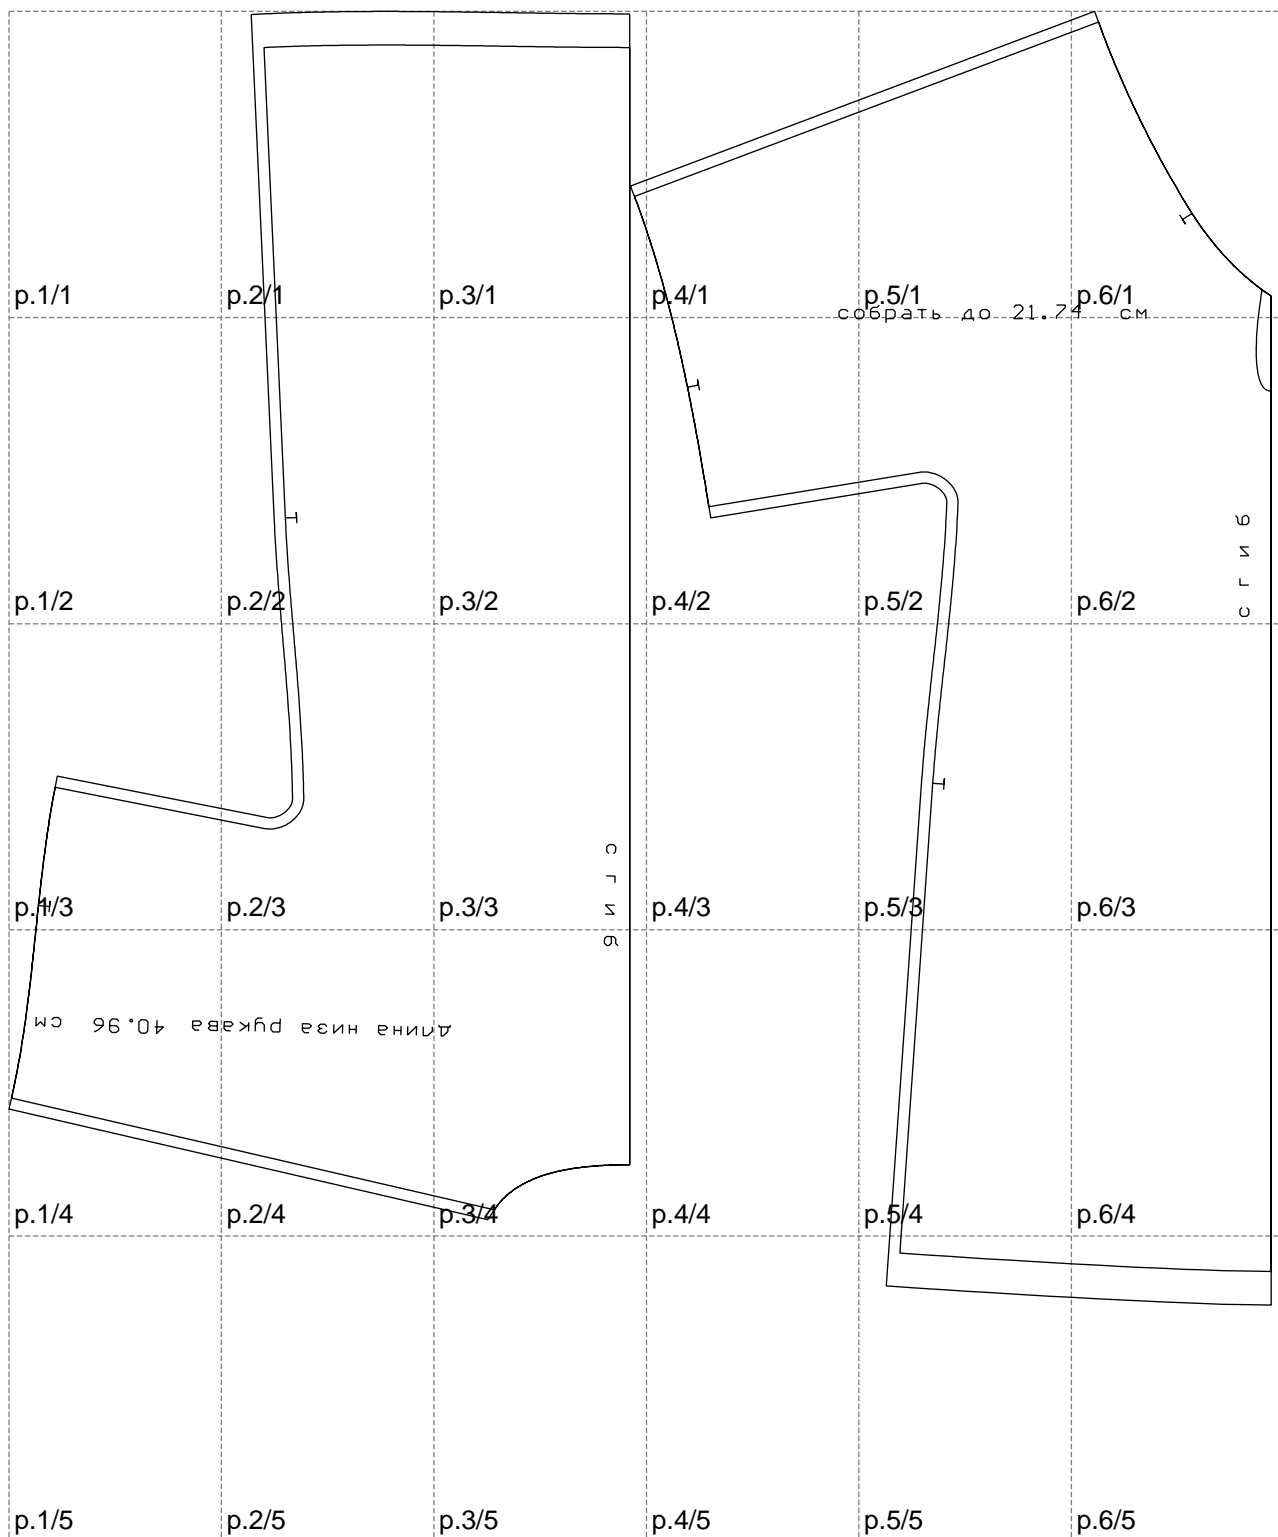 p.1/1
p.2/1
p.3/1
p.4/1
p.5/1
p.6/1
собрать до 21.74 см
сгиб
p.1/2
p.2/2
p.3/2
p.4/2
p.5/2
p.6/2
сгиб
p.1/3
p.2/3
p.3/3
p.4/3
p.5/3
p.6/3
длина низа рукава 40.96 см
p.1/4
p.2/4
p.3/4
p.4/4
p.5/4
p.6/4
p.1/5
p.2/5
p.3/5
p.4/5
p.5/5
p.6/5